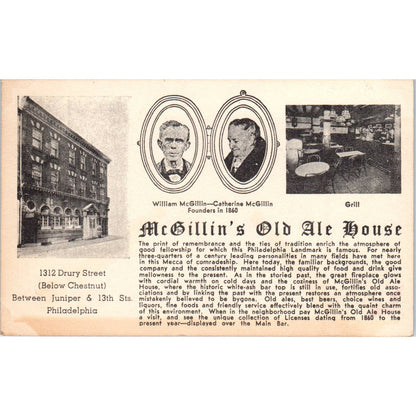 William McGillin—Catherine McGillin
Founders in 1860
Grill
McGillin's Old Ale House
1312 Drury Street
(Below Chestnut)
Between Juniper & 13th Sts.
Philadelphia
The print of remembrance and the ties of tradition enrich the atmosphere of
good fellowship for which this Philadelphia Landmark is famous. For nearly
three-quarters of a century leading personalities in many fields have met here
in this Mecca of comradeship. Here today, the familiar backgrounds, the good
company and the consistently maintained high quality of food and drink give
mellowness to this pleasure. As in the storied past, the great fireplace glows
with cordial warmth on cold days and the coziness of McGillin's Old Ale
House, where the historic white-ash bar top is still in use, fortifies old asso-
ciations and by linking the past with the present restores an obligation once
mistakenly believed to be bygone. Old ales, best beers, choice wines and
liquors, fine foods and friendly service effectively blend with the quaint charm
of this environment. When in the neighborhood pay McGillin's Old Ale House
a visit, and see the unique collection of Licenses dating from 1860 to the
present year—displayed over the Main Bar.